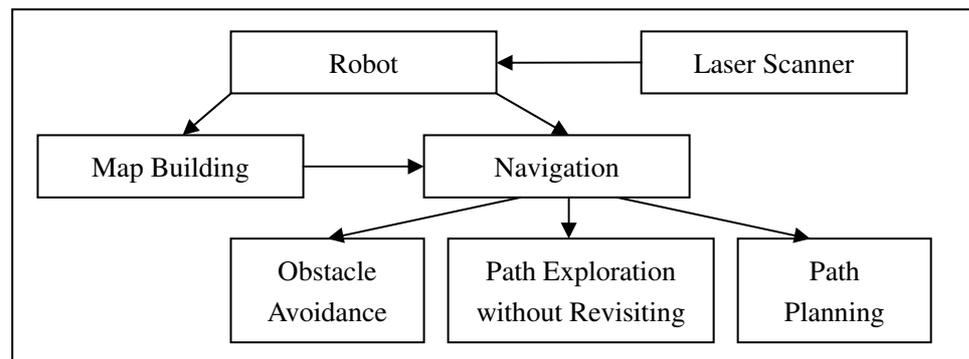 Robot
Laser Scanner
Map Building
Navigation
Obstacle
Avoidance
Path Exploration
without Revisiting
Path
Planning